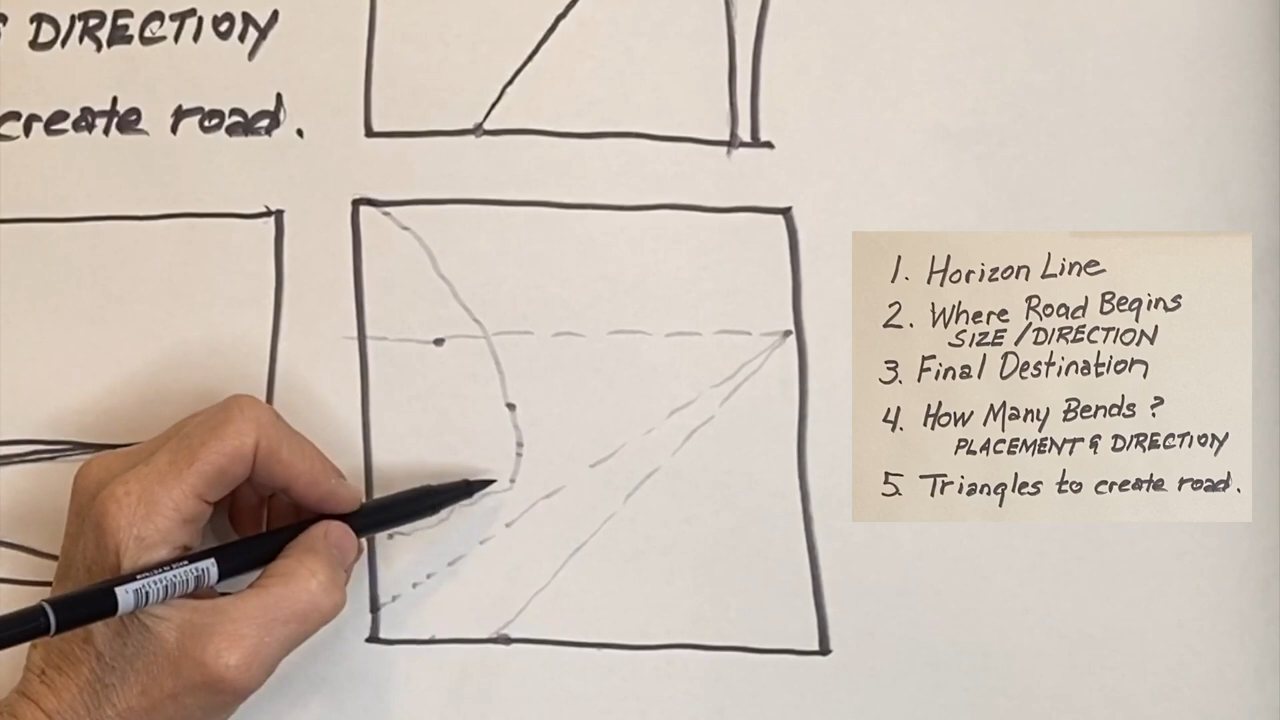 & DIRECTION
create road.
1. Horizon Line
2. Where Road Begins
SIZE / DIRECTION
3. Final Destination
4. How Many Bends ?
PLACEMENT & DIRECTION
5. Triangles to create road.